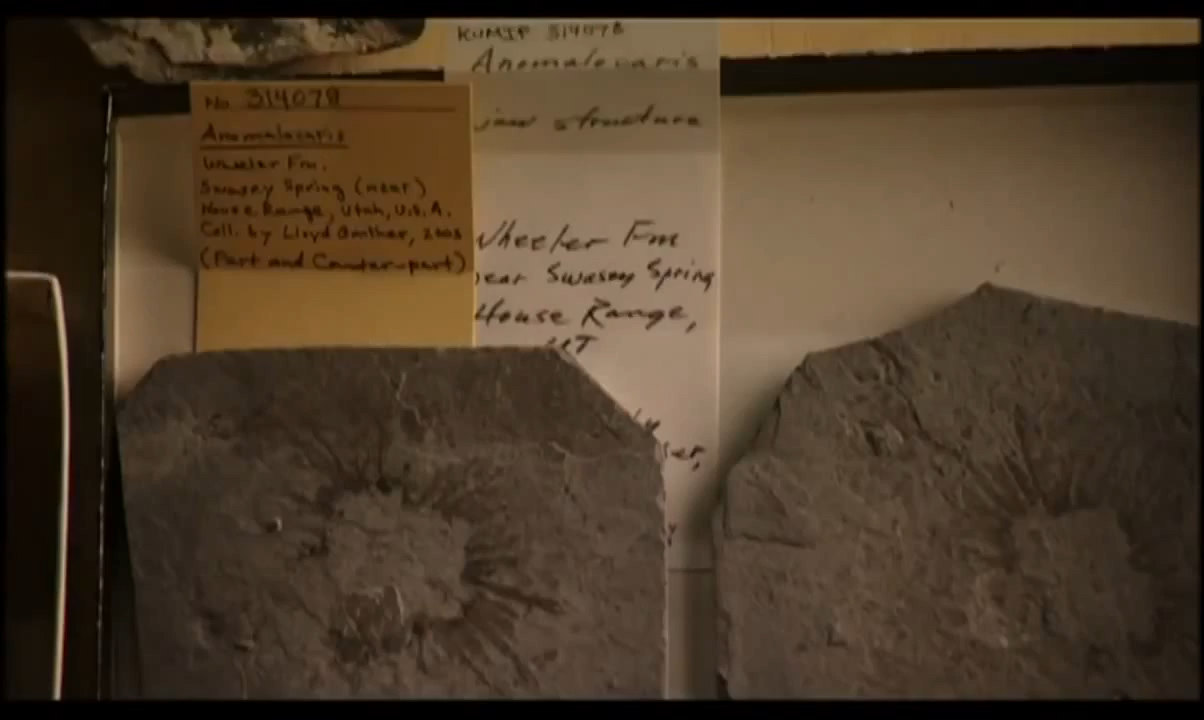 No. 314078
Anomalocaris
Wheeler Fm.
Swasey Spring (near)
House Range, Utah, U.S.A.
Coll. by Lloyd Gunther, 2003
(Part and Counter-part)
KUMIP 314078
Anomalocaris
jaw structure
Wheeler Fm
ear Swasey Spring
House Range,
UT